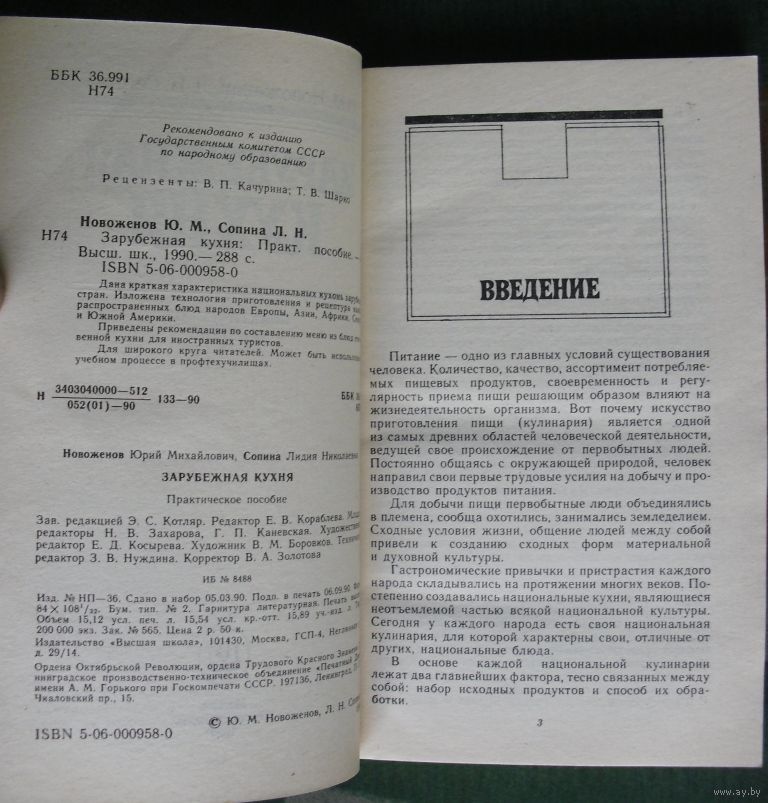 ББК 36.991
Н74
Рекомендовано к изданию
Государственным комитетом СССР
по народному образованию
Рецензенты: В. П. Качурина; Т. В. Шарко
Новоженов Ю. М., Сопина Л. Н.
Н74 Зарубежная кухня: Практ. пособие.—
Высш. шк., 1990.— 288 с.
ISBN 5-06-000958-0
Дана краткая характеристика национальных кухонь
стран. Изложена технология приготовления и рецептура
распространенных блюд народов Европы, Азии, Африки,
и Южной Америки.
Приведены рекомендации по составлению меню из блюд
венной кухни для иностранных туристов.
Для широкого круга читателей. Может быть
учебном процессе в профтехучилищах.
Н 3403040000—512
052(01)—90
133—90
ББК
Новоженов Юрий Михайлович, Сопина Лидия
ЗАРУБЕЖНАЯ КУХНЯ
Практическое пособие
Зав. редакцией Э. С. Котляр. Редактор Е. В. Кораблева.
редакторы Н. В. Захарова, Г. П. Каневская.
редактор Е. Д. Косырева. Художник В. М. Боровков.
редактор З. В. Нуждина. Корректор В. А. Золотова
ИБ № 8488
Изд. № НП—36. Сдано в набор 05.03.90. Подп. в печать 06.09.90.
84 × 108¹/₃₂. Бум. тип. № 2. Гарнитура литературная. Печать
Объем 15,12 усл. печ. л. 15,54 усл. кр.-отт. 15,89 уч.-изд. л.
200 000 экз. Зак. № 565. Цена 2 р. 50 к.
Издательство «Высшая школа», 101430, Москва, ГСП-4,
д. 29/14.
Ордена Октябрьской Революции, ордена Трудового Красного
нинградское производственно-техническое объединение «Печатный
имени А. М. Горького при Госкомпечати СССР. 197136, Ленинград,
Чкаловский пр., 15.
© Ю. М. Новоженов, Л. Н.
ISBN 5-06-000958-0
ВВЕДЕНИЕ
Питание — одно из главных условий существования
человека. Количество, качество, ассортимент потребляе-
мых пищевых продуктов, своевременность и регу-
лярность приема пищи решающим образом влияют на
жизнедеятельность организма. Вот почему искусство
приготовления пищи (кулинария) является одной
из самых древних областей человеческой деятельности,
ведущей свое происхождение от первобытных людей.
Постоянно общаясь с окружающей природой, человек
направил свои первые трудовые усилия на добычу и про-
изводство продуктов питания.
Для добычи пищи первобытные люди объединялись
в племена, сообща охотились, занимались земледелием.
Сходные условия жизни, общение людей между собой
привели к созданию сходных форм материальной
и духовной культуры.
Гастрономические привычки и пристрастия каждого
народа складывались на протяжении многих веков. По-
степенно создавались национальные кухни, являющиеся
неотъемлемой частью всякой национальной культуры.
Сегодня у каждого народа есть своя национальная
кулинария, для которой характерны свои, отличные от
других, национальные блюда.
В основе каждой национальной кулинарии
лежат два главнейших фактора, тесно связанных между
собой: набор исходных продуктов и способ их обра-
ботки.
3
www.ay.by